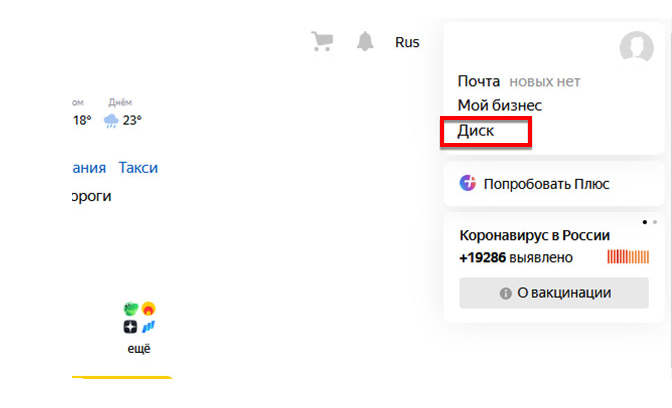 Rus
Почта новых нет
Мой бизнес
Диск
ом Днём
18° 23°
ания Такси
ороги
Попробовать Плюс
Коронавирус в России
+19286 выявлено
О вакцинации
ещё